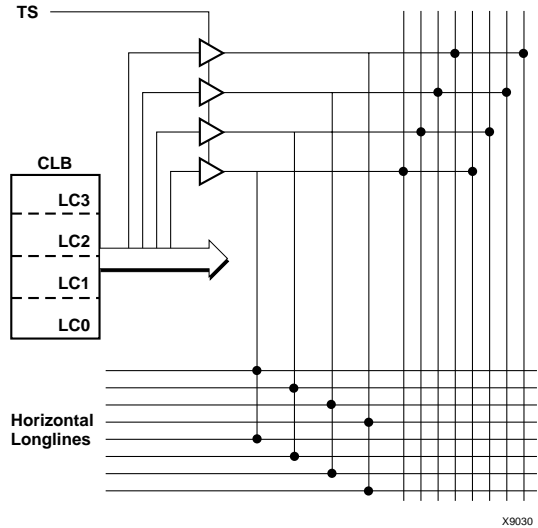 TS
CLB
LC3
LC2
LC1
LC0
Horizontal
Longlines
X9030